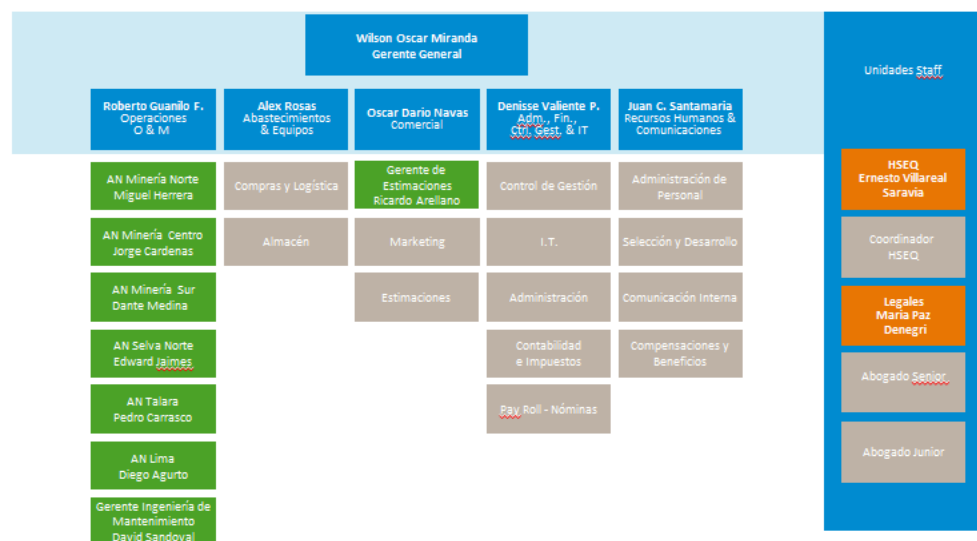 Wilson Oscar Miranda
Gerente General
Unidades Staff
Roberto Guanilo F.
Operaciones
O & M
Alex Rosas
Abastecimientos
& Equipos
Oscar Dario Navas
Comercial
Denisse Valiente P.
Adm., Fin.,
Ctrl. Gest. & IT
Juan C. Santamaria
Recursos Humanos &
Comunicaciones
AN Minería Norte
Miguel Herrera
AN Minería Centro
Jorge Cardenas
AN Minería Sur
Dante Medina
AN Selva Norte
Edward Jaimes
AN Talara
Pedro Carrasco
AN Lima
Diego Agurto
Gerente Ingeniería de
Mantenimiento
David Sandoval
Compras y Logística
Almacén
Gerente de
Estimaciones
Ricardo Arellano
Marketing
Estimaciones
Control de Gestión
I.T.
Administración
Contabilidad
e Impuestos
Pay Roll - Nóminas
Administración de
Personal
Selección y Desarrollo
Comunicación Interna
Compensaciones y
Beneficios
HSEQ
Ernesto Villareal
Saravia
Coordinador
HSEQ
Legales
Maria Paz
Denegri
Abogado Senior
Abogado Junior